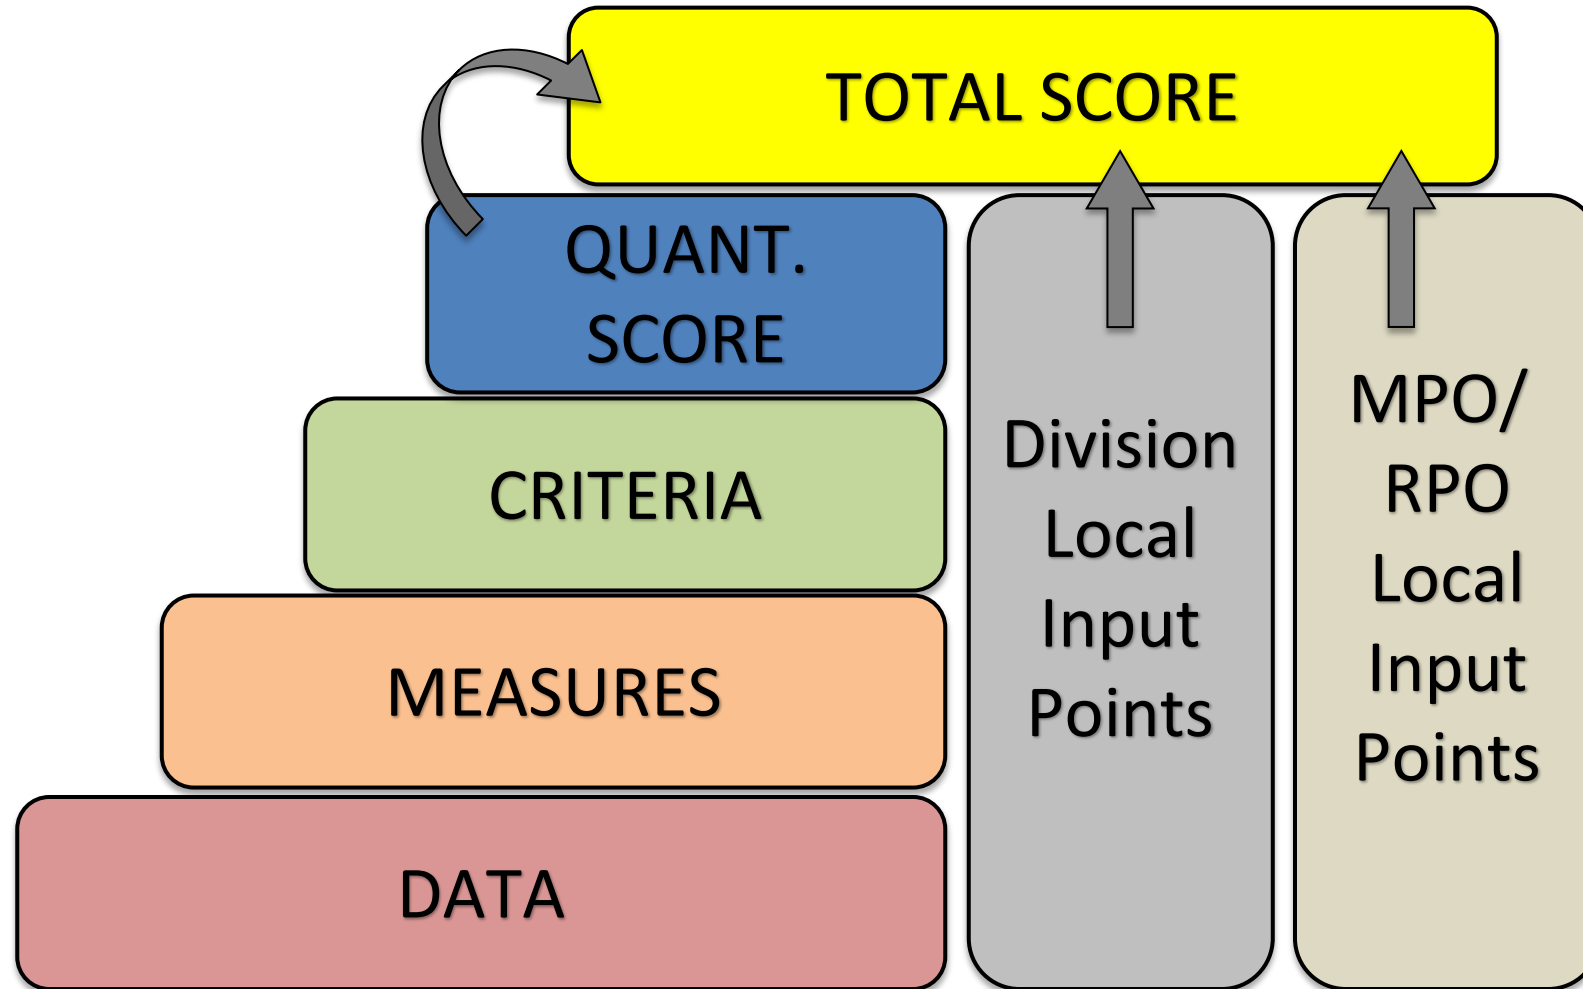 TOTAL SCORE
QUANT.
SCORE
CRITERIA
MEASURES
DATA
Division
Local
Input
Points
MPO/
RPO
Local
Input
Points